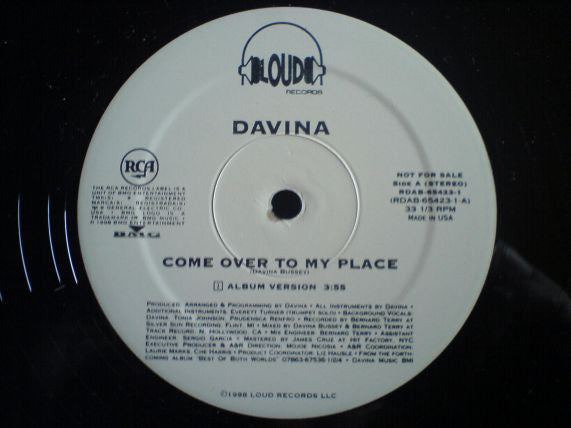 LOUD
RECORDS
DAVINA
RCA
THE RCA RECORDS LABEL IS A
UNIT OF BMG ENTERTAINMENT
TMK(S) ® REGISTERED
MARCA(S) REGISTRADA(S)
GENERAL ELECTRIC CO.,
USA • BMG LOGO IS A
TRADEMARK OF BMG MUSIC •
© 1998 BMG ENTERTAINMENT
BMG
NOT FOR SALE
SIDE A (STEREO)
RDAB-65423-1
(RDAB-65423-1-A)
33 1/3 RPM
MADE IN USA
COME OVER TO MY PLACE
(DAVINA BUSSEY)
1 ALBUM VERSION 3:55
PRODUCED, ARRANGED & PROGRAMMING BY DAVINA • ALL INSTRUMENTS BY DAVINA •
ADDITIONAL INSTRUMENTS: EVERETT TURNER (TRUMPET SOLO) • BACKGROUND VOCALS:
DAVINA, TONIA JOHNSON, PRUDENSCA RENFRO • RECORDED BY BERNARD TERRY AT
SILVER SUN RECORDING, FLINT, MI • MIXED BY DAVINA BUSSEY & BERNARD TERRY AT
TRACK RECORD, N. HOLLYWOOD, CA • MIX ENGINEER: BERNARD TERRY • ASSISTANT
ENGINEER: SERGIO GARCIA • MASTERED BY JAMES CRUZ AT HIT FACTORY, NYC
EXECUTIVE PRODUCER & A&R DIRECTION: MOJOE NICOSIA • A&R COORDINATION:
LAURIE MARKS, CHE HARRIS • PRODUCT COORDINATOR: LIZ HAUSLE • FROM THE FORTH-
COMING ALBUM "BEST OF BOTH WORLDS" 07863-67536-1/2/4 • DAVINA MUSIC BMI
©1998 LOUD RECORDS LLC